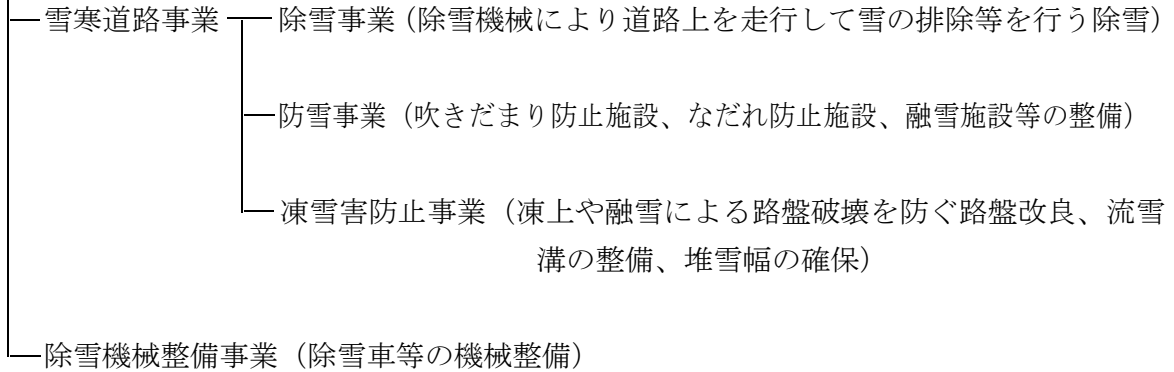 雪寒道路事業 除雪事業（除雪機械により道路上を走行して雪の排除等を行う除雪）
防雪事業（吹きだまり防止施設、なだれ防止施設、融雪施設等の整備）
凍雪害防止事業（凍上や融雪による路盤破壊を防ぐ路盤改良、流雪
溝の整備、堆雪幅の確保）
除雪機械整備事業（除雪車等の機械整備）